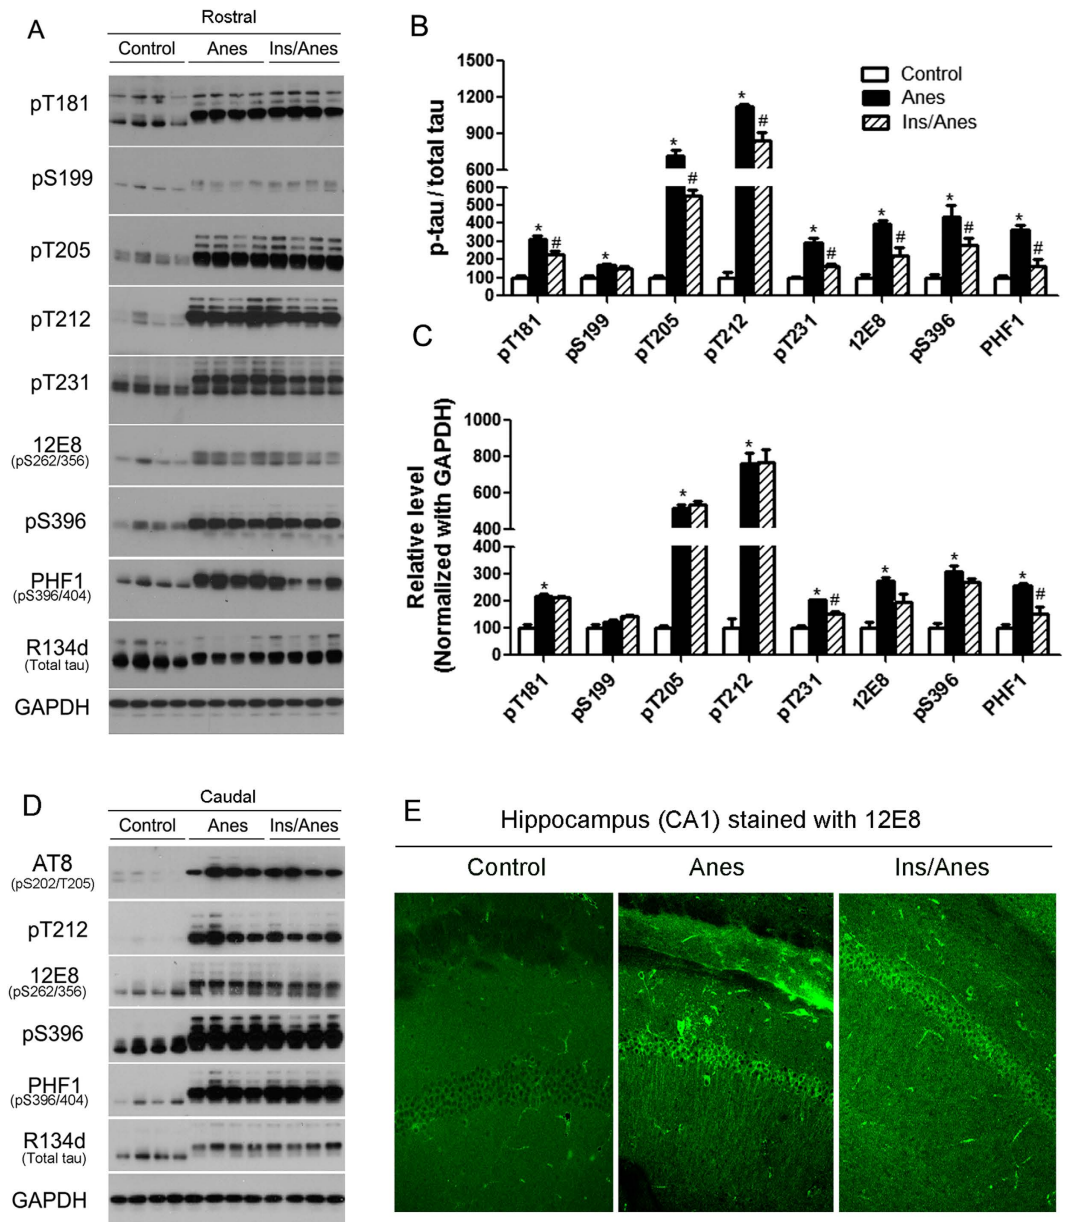 A
Rostral
Control Anes Ins/Anes
pT181
pS199
pT205
pT212
pT231
12E8
(pS262/356)
pS396
PHF1
(pS396/404)
R134d
(Total tau)
GAPDH
B
p-tau / total tau
1500
1200
900
600
600
500
400
300
200
100
0
Control
Anes
Ins/Anes
* # * * # * # * # * # * # * #
pT181 pS199 pT205 pT212 pT231 12E8 pS396 PHF1
C
Relative level
(Normalized with GAPDH)
1000
800
600
400
400
300
200
100
0
* * * * # * * * #
pT181 pS199 pT205 pT212 pT231 12E8 pS396 PHF1
D
Caudal
Control Anes Ins/Anes
AT8
(pS202/T205)
pT212
12E8
(pS262/356)
pS396
PHF1
(pS396/404)
R134d
(Total tau)
GAPDH
E
Hippocampus (CA1) stained with 12E8
Control Anes Ins/Anes